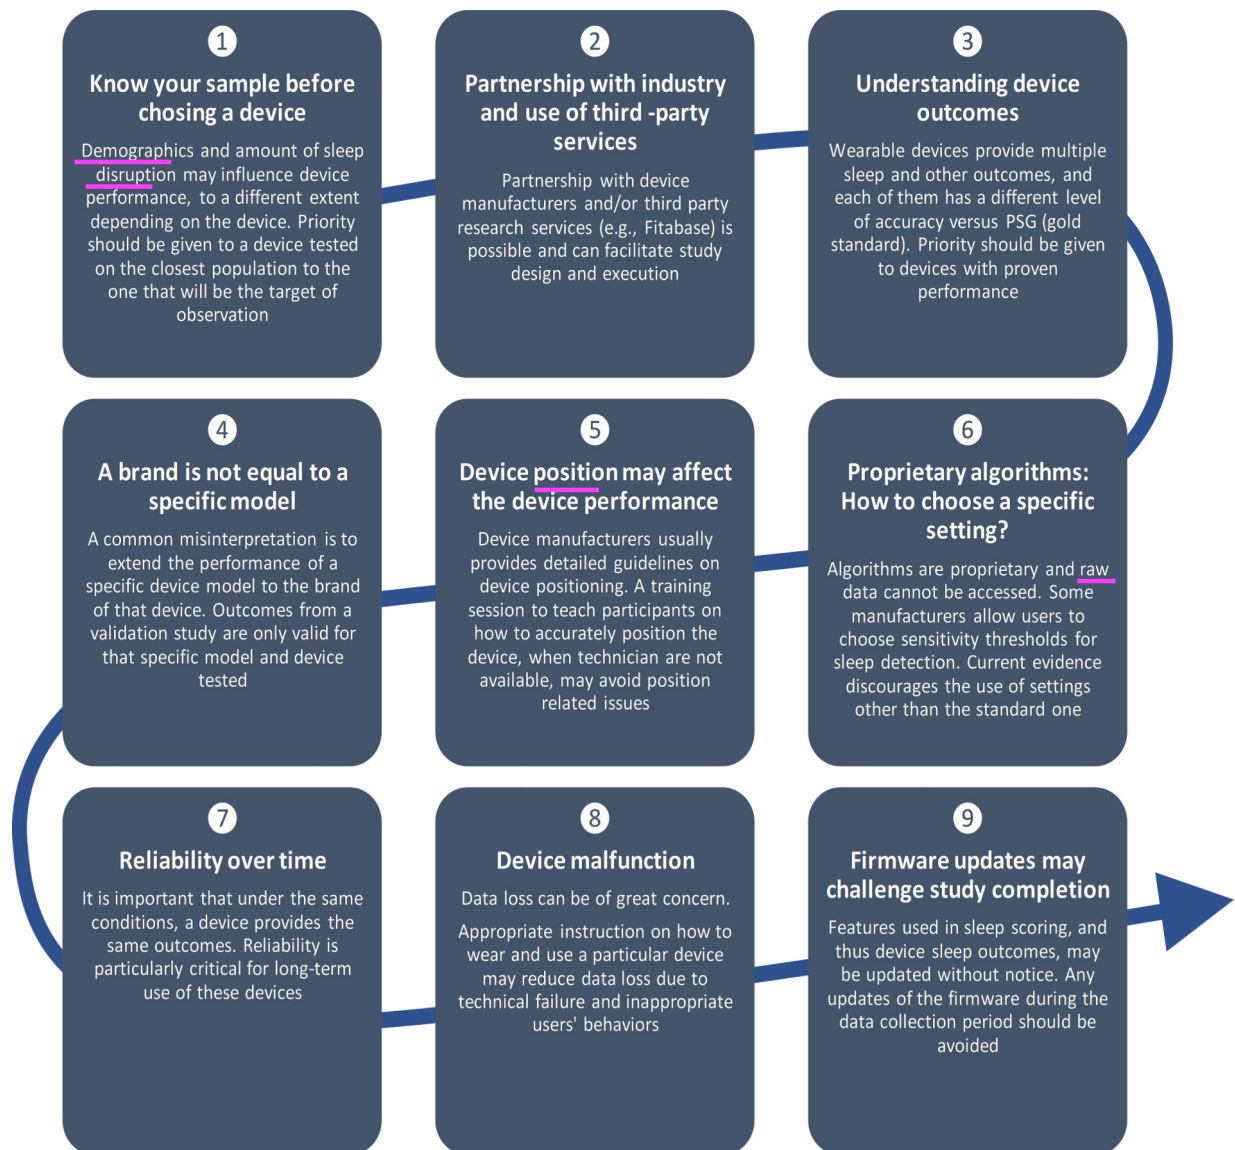 1
Know your sample before
chosing a device
Demographics and amount of sleep
disruption may influence device
performance, to a different extent
depending on the device. Priority
should be given to a device tested
on the closest population to the
one that will be the target of
observation
2
Partnership with industry
and use of third -party
services
Partnership with device
manufacturers and/or third party
research services (e.g., Fitabase) is
possible and can facilitate study
design and execution
3
Understanding device
outcomes
Wearable devices provide multiple
sleep and other outcomes, and
each of them has a different level
of accuracy versus PSG (gold
standard). Priority should be given
to devices with proven
performance
4
A brand is not equal to a
specific model
A common misinterpretation is to
extend the performance of a
specific device model to the brand
of that device. Outcomes from a
validation study are only valid for
that specific model and device
tested
5
Device position may affect
the device performance
Device manufacturers usually
provides detailed guidelines on
device positioning. A training
session to teach participants on
how to accurately position the
device, when technician are not
available, may avoid position
related issues
6
Proprietary algorithms:
How to choose a specific
setting?
Algorithms are proprietary and raw
data cannot be accessed. Some
manufacturers allow users to
choose sensitivity thresholds for
sleep detection. Current evidence
discourages the use of settings
other than the standard one
7
Reliability over time
It is important that under the same
conditions, a device provides the
same outcomes. Reliability is
particularly critical for long-term
use of these devices
8
Device malfunction
Data loss can be of great concern.
Appropriate instruction on how to
wear and use a particular device
may reduce data loss due to
technical failure and inappropriate
users' behaviors
9
Firmware updates may
challenge study completion
Features used in sleep scoring, and
thus device sleep outcomes, may
be updated without notice. Any
updates of the firmware during the
data collection period should be
avoided